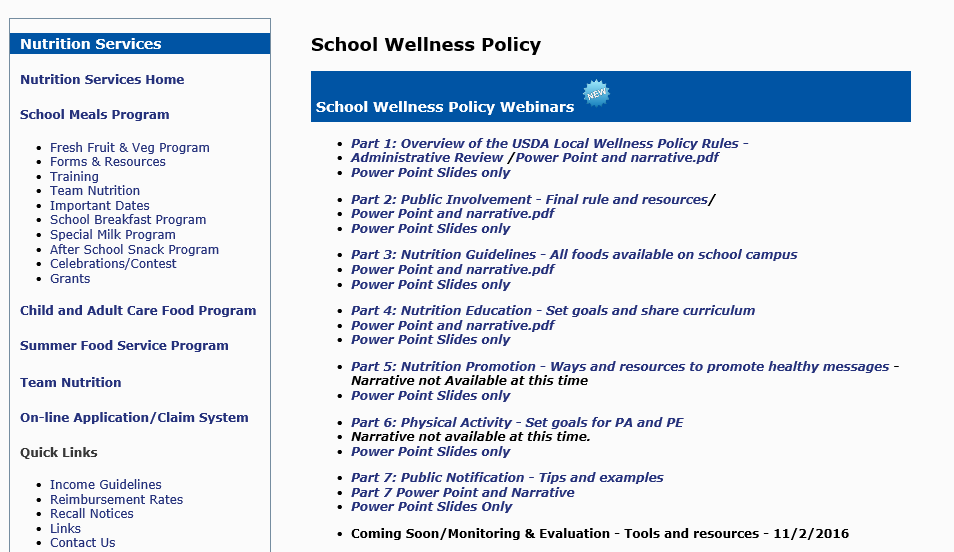 Nutrition Services
Nutrition Services Home
School Meals Program
Fresh Fruit & Veg Program
Forms & Resources
Training
Team Nutrition
Important Dates
School Breakfast Program
Special Milk Program
After School Snack Program
Celebrations/Contest
Grants
Child and Adult Care Food Program
Summer Food Service Program
Team Nutrition
On-line Application/Claim System
Quick Links
Income Guidelines
Reimbursement Rates
Recall Notices
Links
Contact Us
School Wellness Policy
School Wellness Policy Webinars NEW
Part 1: Overview of the USDA Local Wellness Policy Rules -
Administrative Review /Power Point and narrative.pdf
Power Point Slides only
Part 2: Public Involvement - Final rule and resources/
Power Point and narrative.pdf
Power Point Slides only
Part 3: Nutrition Guidelines - All foods available on school campus
Power Point and narrative.pdf
Power Point Slides only
Part 4: Nutrition Education - Set goals and share curriculum
Power Point and narrative.pdf
Power Point Slides only
Part 5: Nutrition Promotion - Ways and resources to promote healthy messages -
Narrative not Available at this time
Power Point Slides only
Part 6: Physical Activity - Set goals for PA and PE
Narrative not available at this time.
Power Point Slides only
Part 7: Public Notification - Tips and examples
Part 7 Power Point and Narrative
Power Point Slides Only
Coming Soon/Monitoring & Evaluation - Tools and resources - 11/2/2016